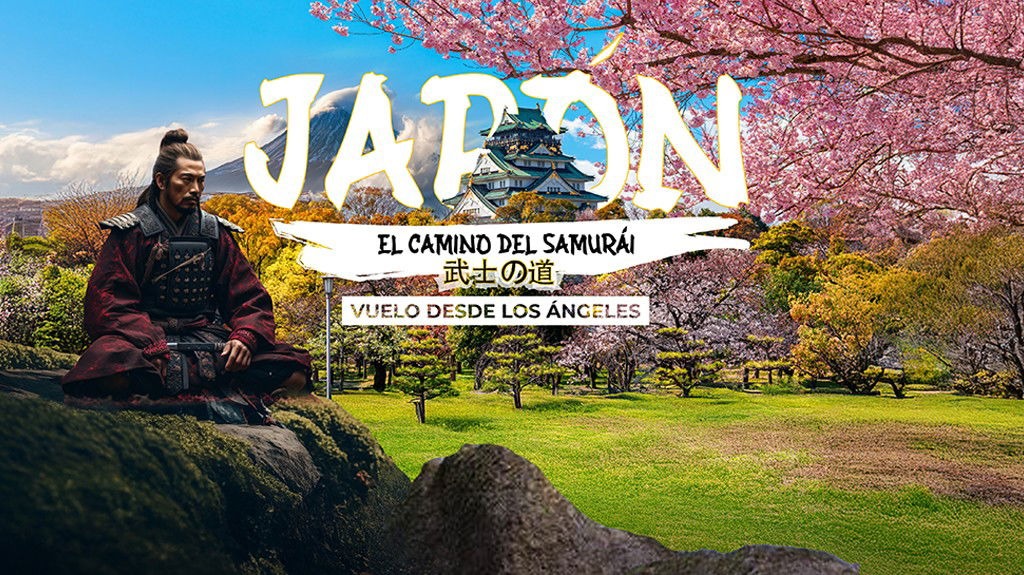 JAPÓN
EL CAMINO DEL SAMURÁI
武士の道
VUELO DESDE LOS ÁNGELES